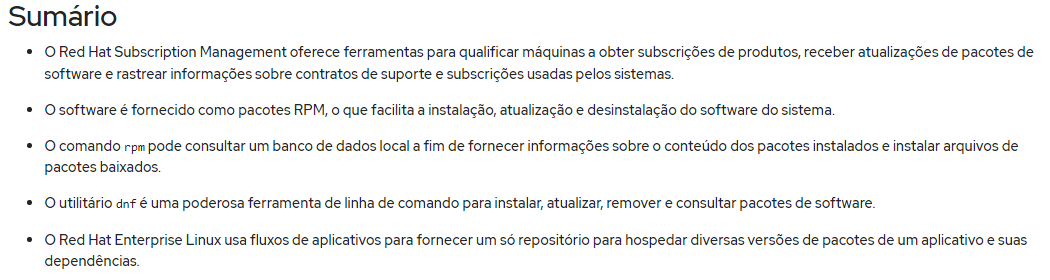 Sumário
• O Red Hat Subscription Management oferece ferramentas para qualificar máquinas a obter subscrições de produtos, receber atualizações de pacotes de
software e rastrear informações sobre contratos de suporte e subscrições usadas pelos sistemas.
• O software é fornecido como pacotes RPM, o que facilita a instalação, atualização e desinstalação do software do sistema.
• O comando rpm pode consultar um banco de dados local a fim de fornecer informações sobre o conteúdo dos pacotes instalados e instalar arquivos de
pacotes baixados.
• O utilitário dnf é uma poderosa ferramenta de linha de comando para instalar, atualizar, remover e consultar pacotes de software.
• O Red Hat Enterprise Linux usa fluxos de aplicativos para fornecer um só repositório para hospedar diversas versões de pacotes de um aplicativo e suas
dependências.